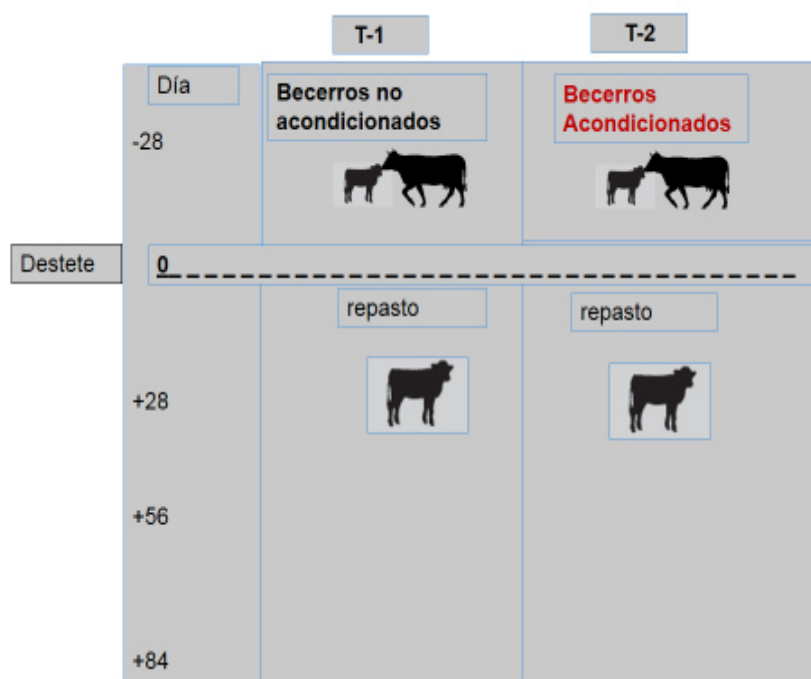 T-1
T-2
Día
Becerros no
acondicionados
Becerros
Acondicionados
-28
Destete
0
repasto
repasto
+28
+56
+84